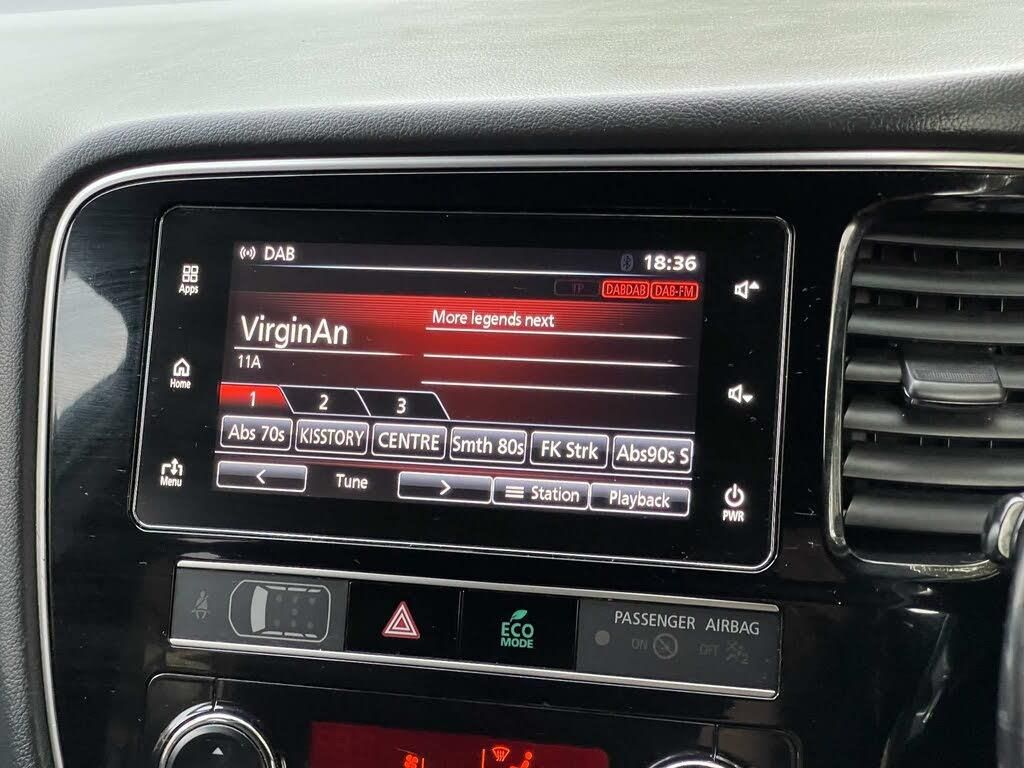 DAB 18:36
TP DABDAB DAB-FM
Apps
VirginAn More legends next
11A
Home
1 2 3
Abs 70s KISSTORY CENTRE Smth 80s FK Strk Abs90s S
Menu
< Tune > Station Playback
PWR
ECO
MODE
PASSENGER AIRBAG
ON OFF 2